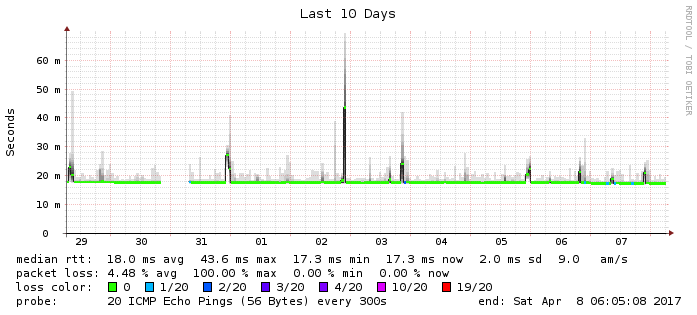 Last 10 Days
RRDTOOL / TOBI OETIKER
Seconds
60 m
50 m
40 m
30 m
20 m
10 m
0
29 30 31 01 02 03 04 05 06 07
median rtt: 18.0 ms avg 43.6 ms max 17.3 ms min 17.3 ms now 2.0 ms sd 9.0 am/s
packet loss: 4.48 % avg 100.00 % max 0.00 % min 0.00 % now
loss color: 0 1/20 2/20 3/20 4/20 10/20 19/20
probe: 20 ICMP Echo Pings (56 Bytes) every 300s end: Sat Apr 8 06:05:08 2017